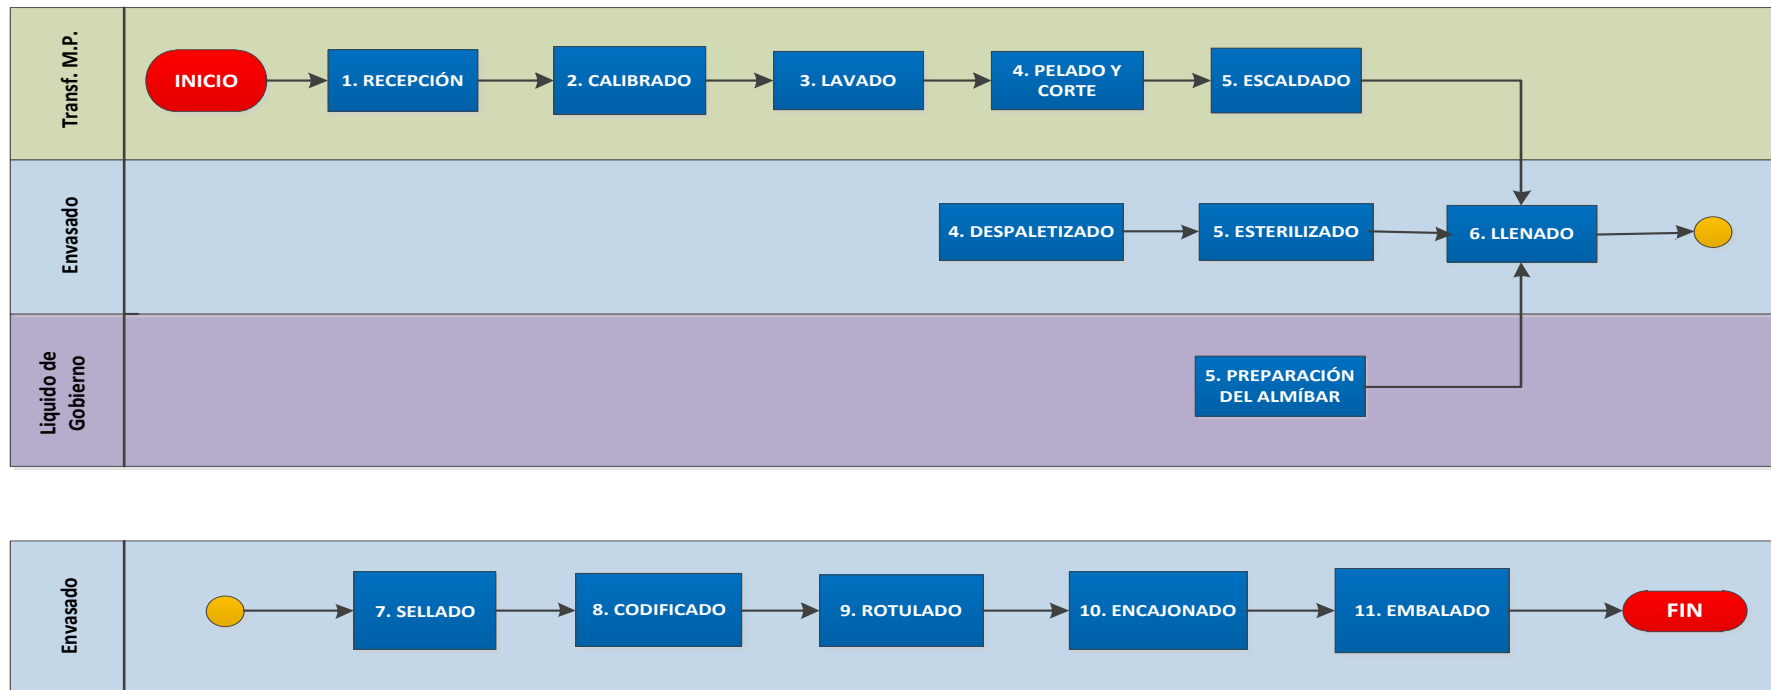 Transf. M.P.
INICIO
1. RECEPCIÓN
2. CALIBRADO
3. LAVADO
4. PELADO Y
CORTE
5. ESCALDADO
Envasado
4. DESPALETIZADO
5. ESTERILIZADO
6. LLENADO
Liquido de
Gobierno
5. PREPARACIÓN
DEL ALMÍBAR
Envasado
7. SELLADO
8. CODIFICADO
9. ROTULADO
10. ENCAJONADO
11. EMBALADO
FIN